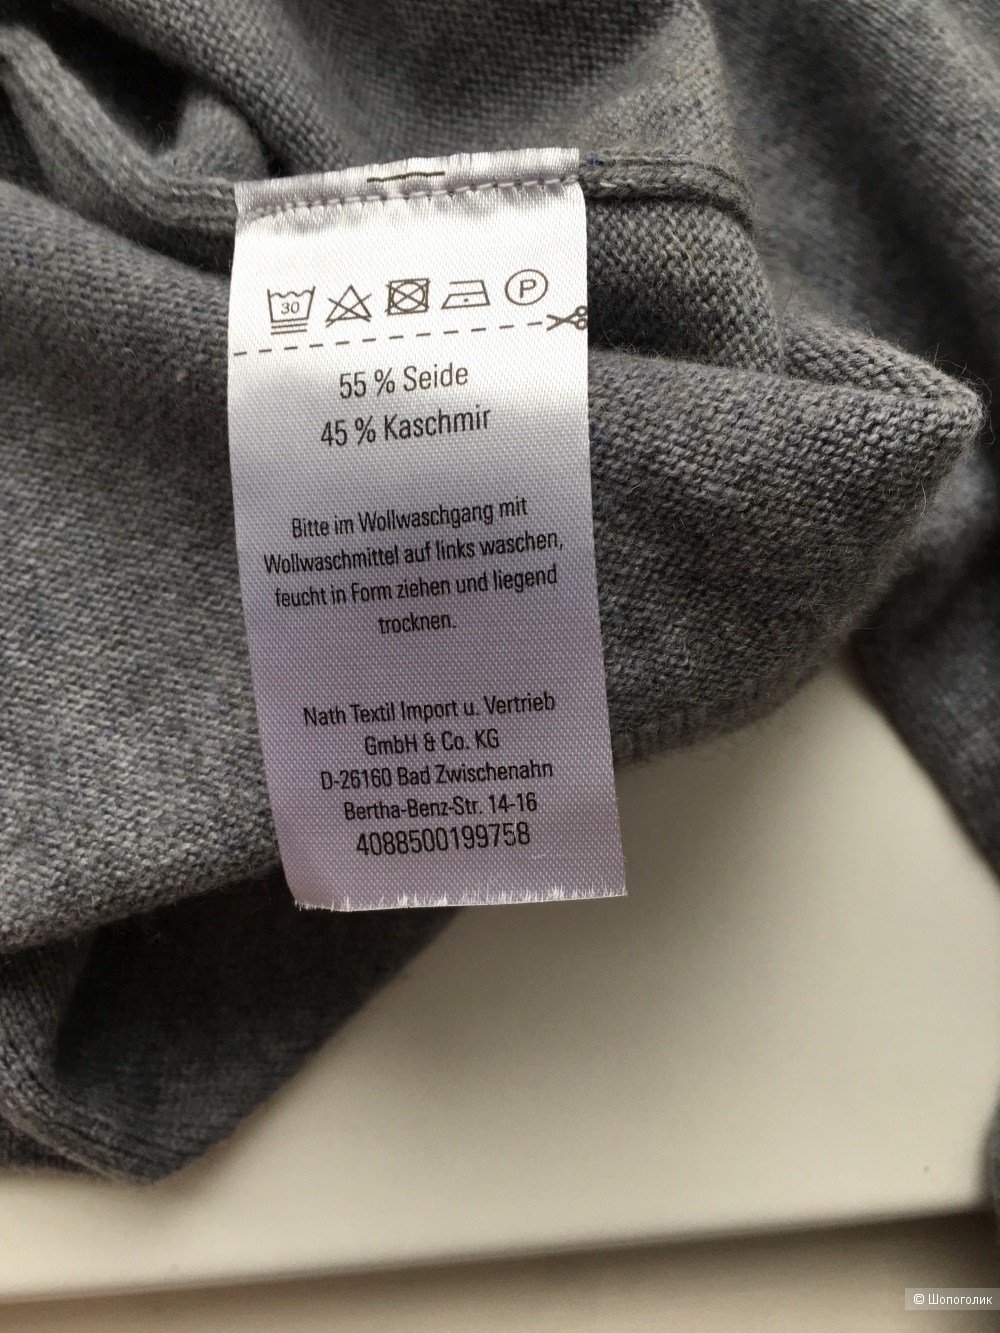 30
P
55 % Seide
45 % Kaschmir
Bitte im Wollwaschgang mit
Wollwaschmittel auf links waschen,
feucht in Form ziehen und liegend
trocknen.
Nath Textil Import u. Vertrieb
GmbH & Co. KG
D-26160 Bad Zwischenahn
Bertha-Benz-Str. 14-16
4088500199758
© Шопоголик